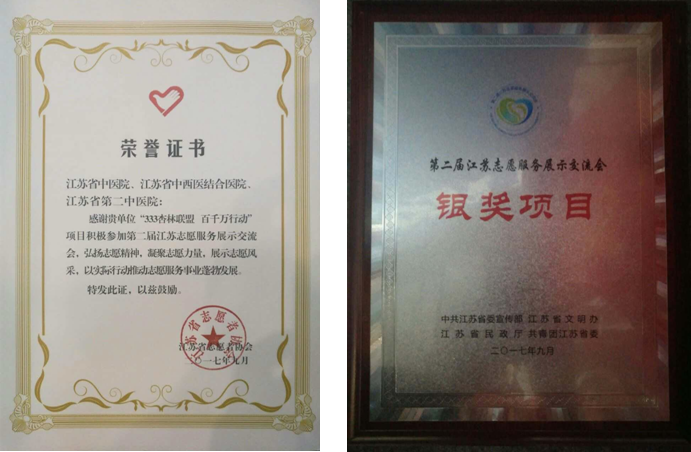 荣誉证书
江苏省中医院、江苏省中西医结合医院、
江苏省第二中医院：
感谢贵单位“333杏林联盟 百千万行动”
项目积极参加第二届江苏志愿服务展示交流
会，弘扬志愿精神，凝聚志愿力量，展示志愿风
采，以实际行动推动志愿服务事业蓬勃发展。
特发此证，以兹鼓励。
江苏省志愿者协会
二〇一七年九月
第二届江苏志愿服务展示交流会
银奖项目
中共江苏省委宣传部 江苏省文明办
江苏省民政厅 共青团江苏省委
二〇一七年九月